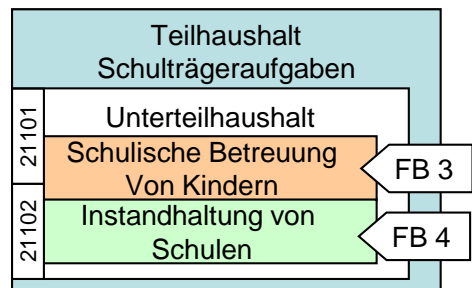 Teilhaushalt
Schulträgeraufgaben
21101
Unterteilhaushalt
Schulische Betreuung
Von Kindern
FB 3
21102
Instandhaltung von
Schulen
FB 4